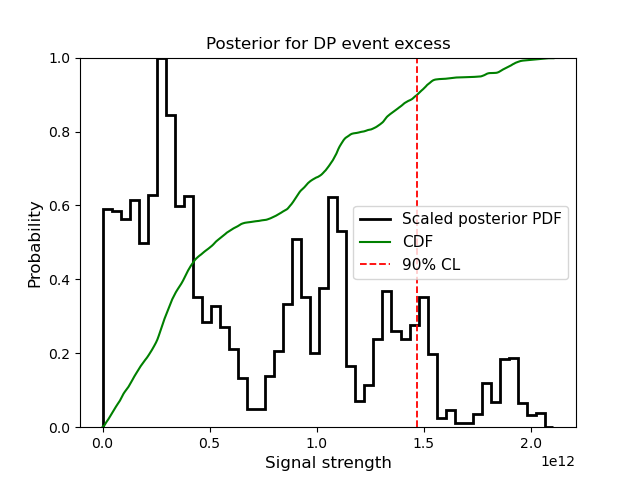 Posterior for DP event excess
Probability
1.0
0.8
0.6
0.4
0.2
0.0
Scaled posterior PDF
CDF
90% CL
0.0 0.5 1.0 1.5 2.0
1e12
Signal strength